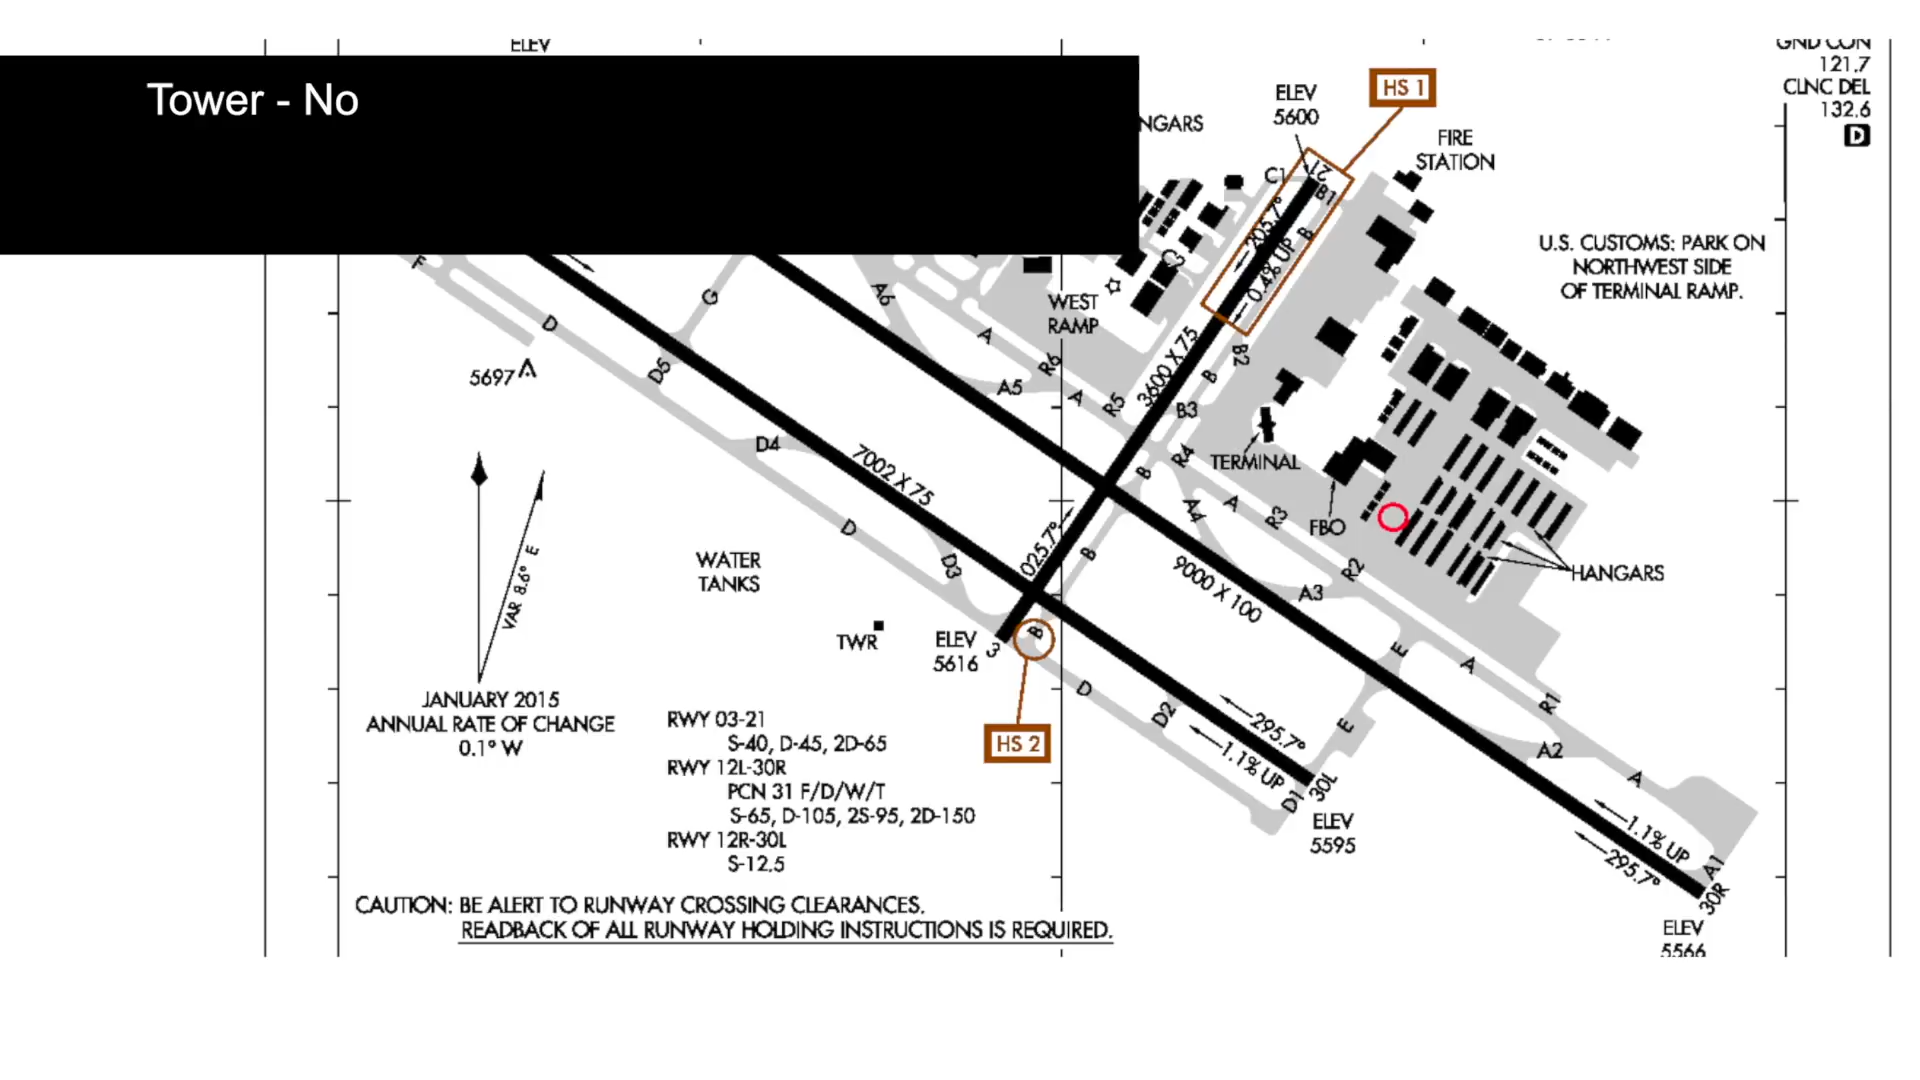 ELEV
GND CON
121.7
CLNC DEL
132.6
D
Tower - No
HS 1
ELEV
5600
NGARS
FIRE
STATION
C1
21
B1
205.7°
B
0.4% UP
U.S. CUSTOMS: PARK ON
NORTHWEST SIDE
OF TERMINAL RAMP.
F
G
A6
C3
WEST
RAMP
D
A
R6
B2
3600 X 75
5697
D5
A5
A
R5
B
B3
D4
7002 X 75
B
R4
TERMINAL
A4
A
R3
FBO
D
025.7°
B
VAR 8.6° E
WATER
TANKS
D3
9000 X 100
R2
A3
HANGARS
TWR
ELEV
5616
3
B
E
A
JANUARY 2015
ANNUAL RATE OF CHANGE
0.1° W
D
D2
R1
HS 2
295.7°
1.1% UP
E
A2
A
RWY 03-21
S-40, D-45, 2D-65
RWY 12L-30R
PCN 31 F/D/W/T
S-65, D-105, 2S-95, 2D-150
RWY 12R-30L
S-12.5
D1
30L
ELEV
5595
1.1% UP
295.7°
A1
30R
ELEV
5566
CAUTION: BE ALERT TO RUNWAY CROSSING CLEARANCES.
READBACK OF ALL RUNWAY HOLDING INSTRUCTIONS IS REQUIRED.